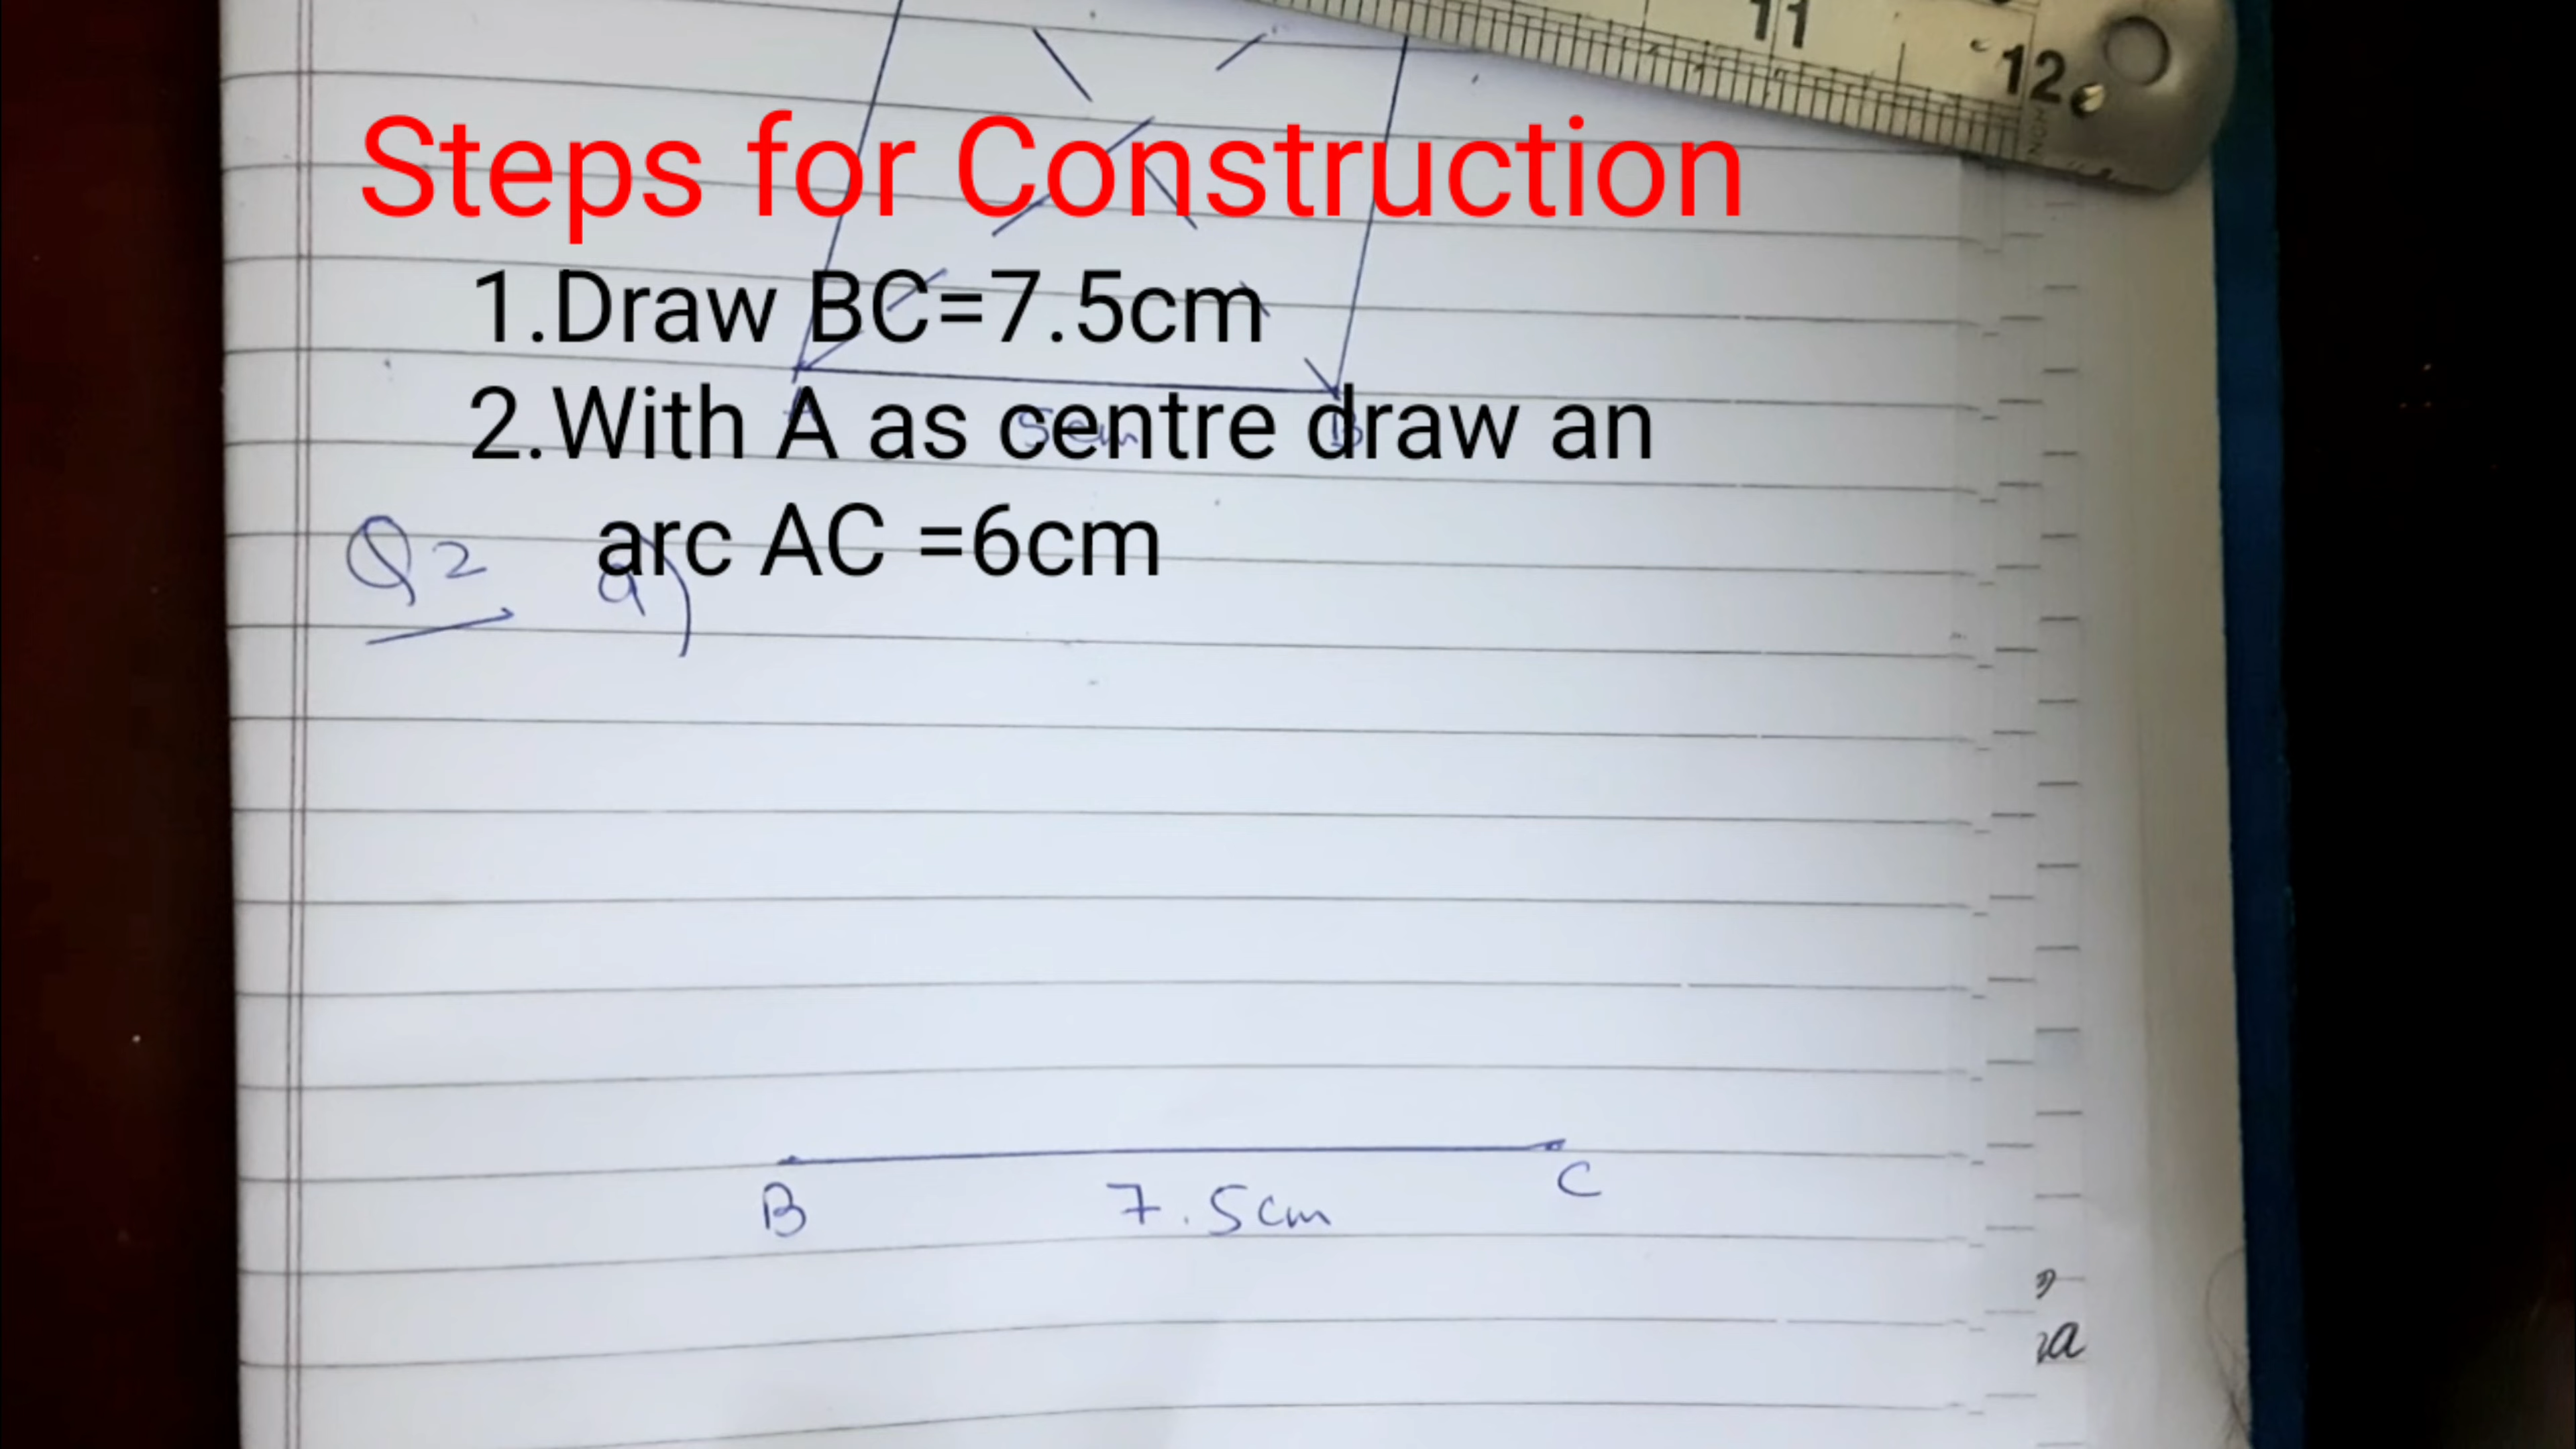 11
12
Steps for Construction
1.Draw BC=7.5cm
2.With A as centre draw an
arc AC =6cm
A 5cm B
Q2 a)
B 7.5cm C
a